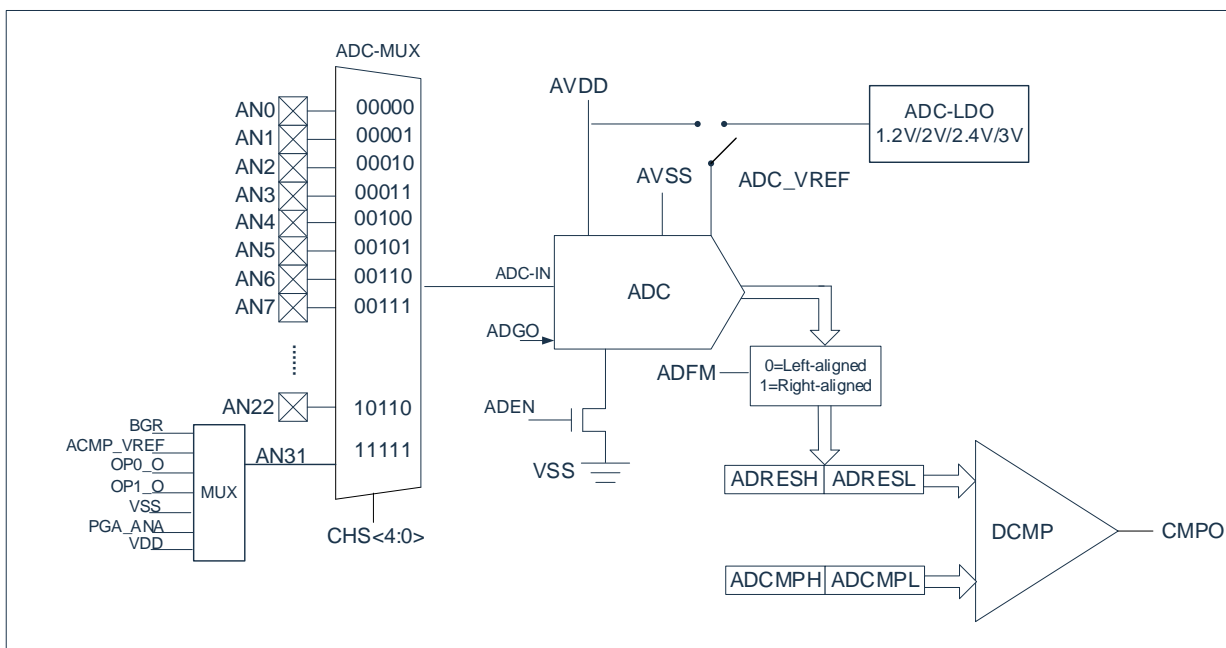 ADC-MUX
AN0
00000
AN1
00001
AN2
00010
AN3
00011
AN4
00100
AN5
00101
AN6
00110
AN7
00111
AN22
10110
BGR
ACMP_VREF
OP0_O
OP1_O
VSS
PGA_ANA
VDD
MUX
AN31
11111
CHS<4:0>
AVDD
AVSS
ADC_VREF
ADC-LDO
1.2V/2V/2.4V/3V
ADC-IN
ADC
ADGO
ADEN
VSS
ADFM
0=Left-aligned
1=Right-aligned
ADRESH
ADRESL
ADCMPH
ADCMPL
DCMP
CMPO